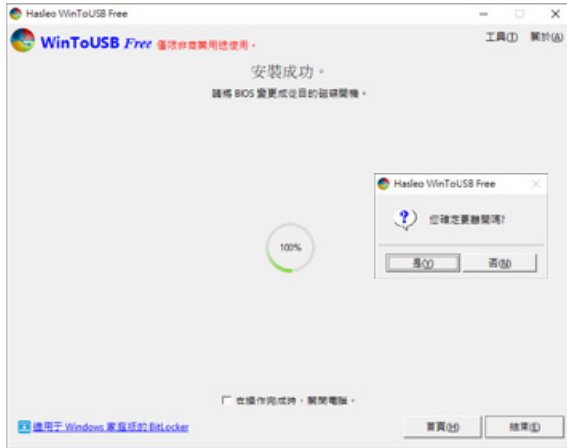 Hasleo WinToUSB Free
WinToUSB Free 僅限非商業用途使用。
工具(T) 關於(A)
安裝成功。
請將 BIOS 變更成從目的磁碟開機。
Hasleo WinToUSB Free
您確定要離開嗎?
是(Y) 否(N)
100%
在操作完成時，關閉電腦。
適用于 Windows 家庭版的 BitLocker
首頁(H) 結束(E)